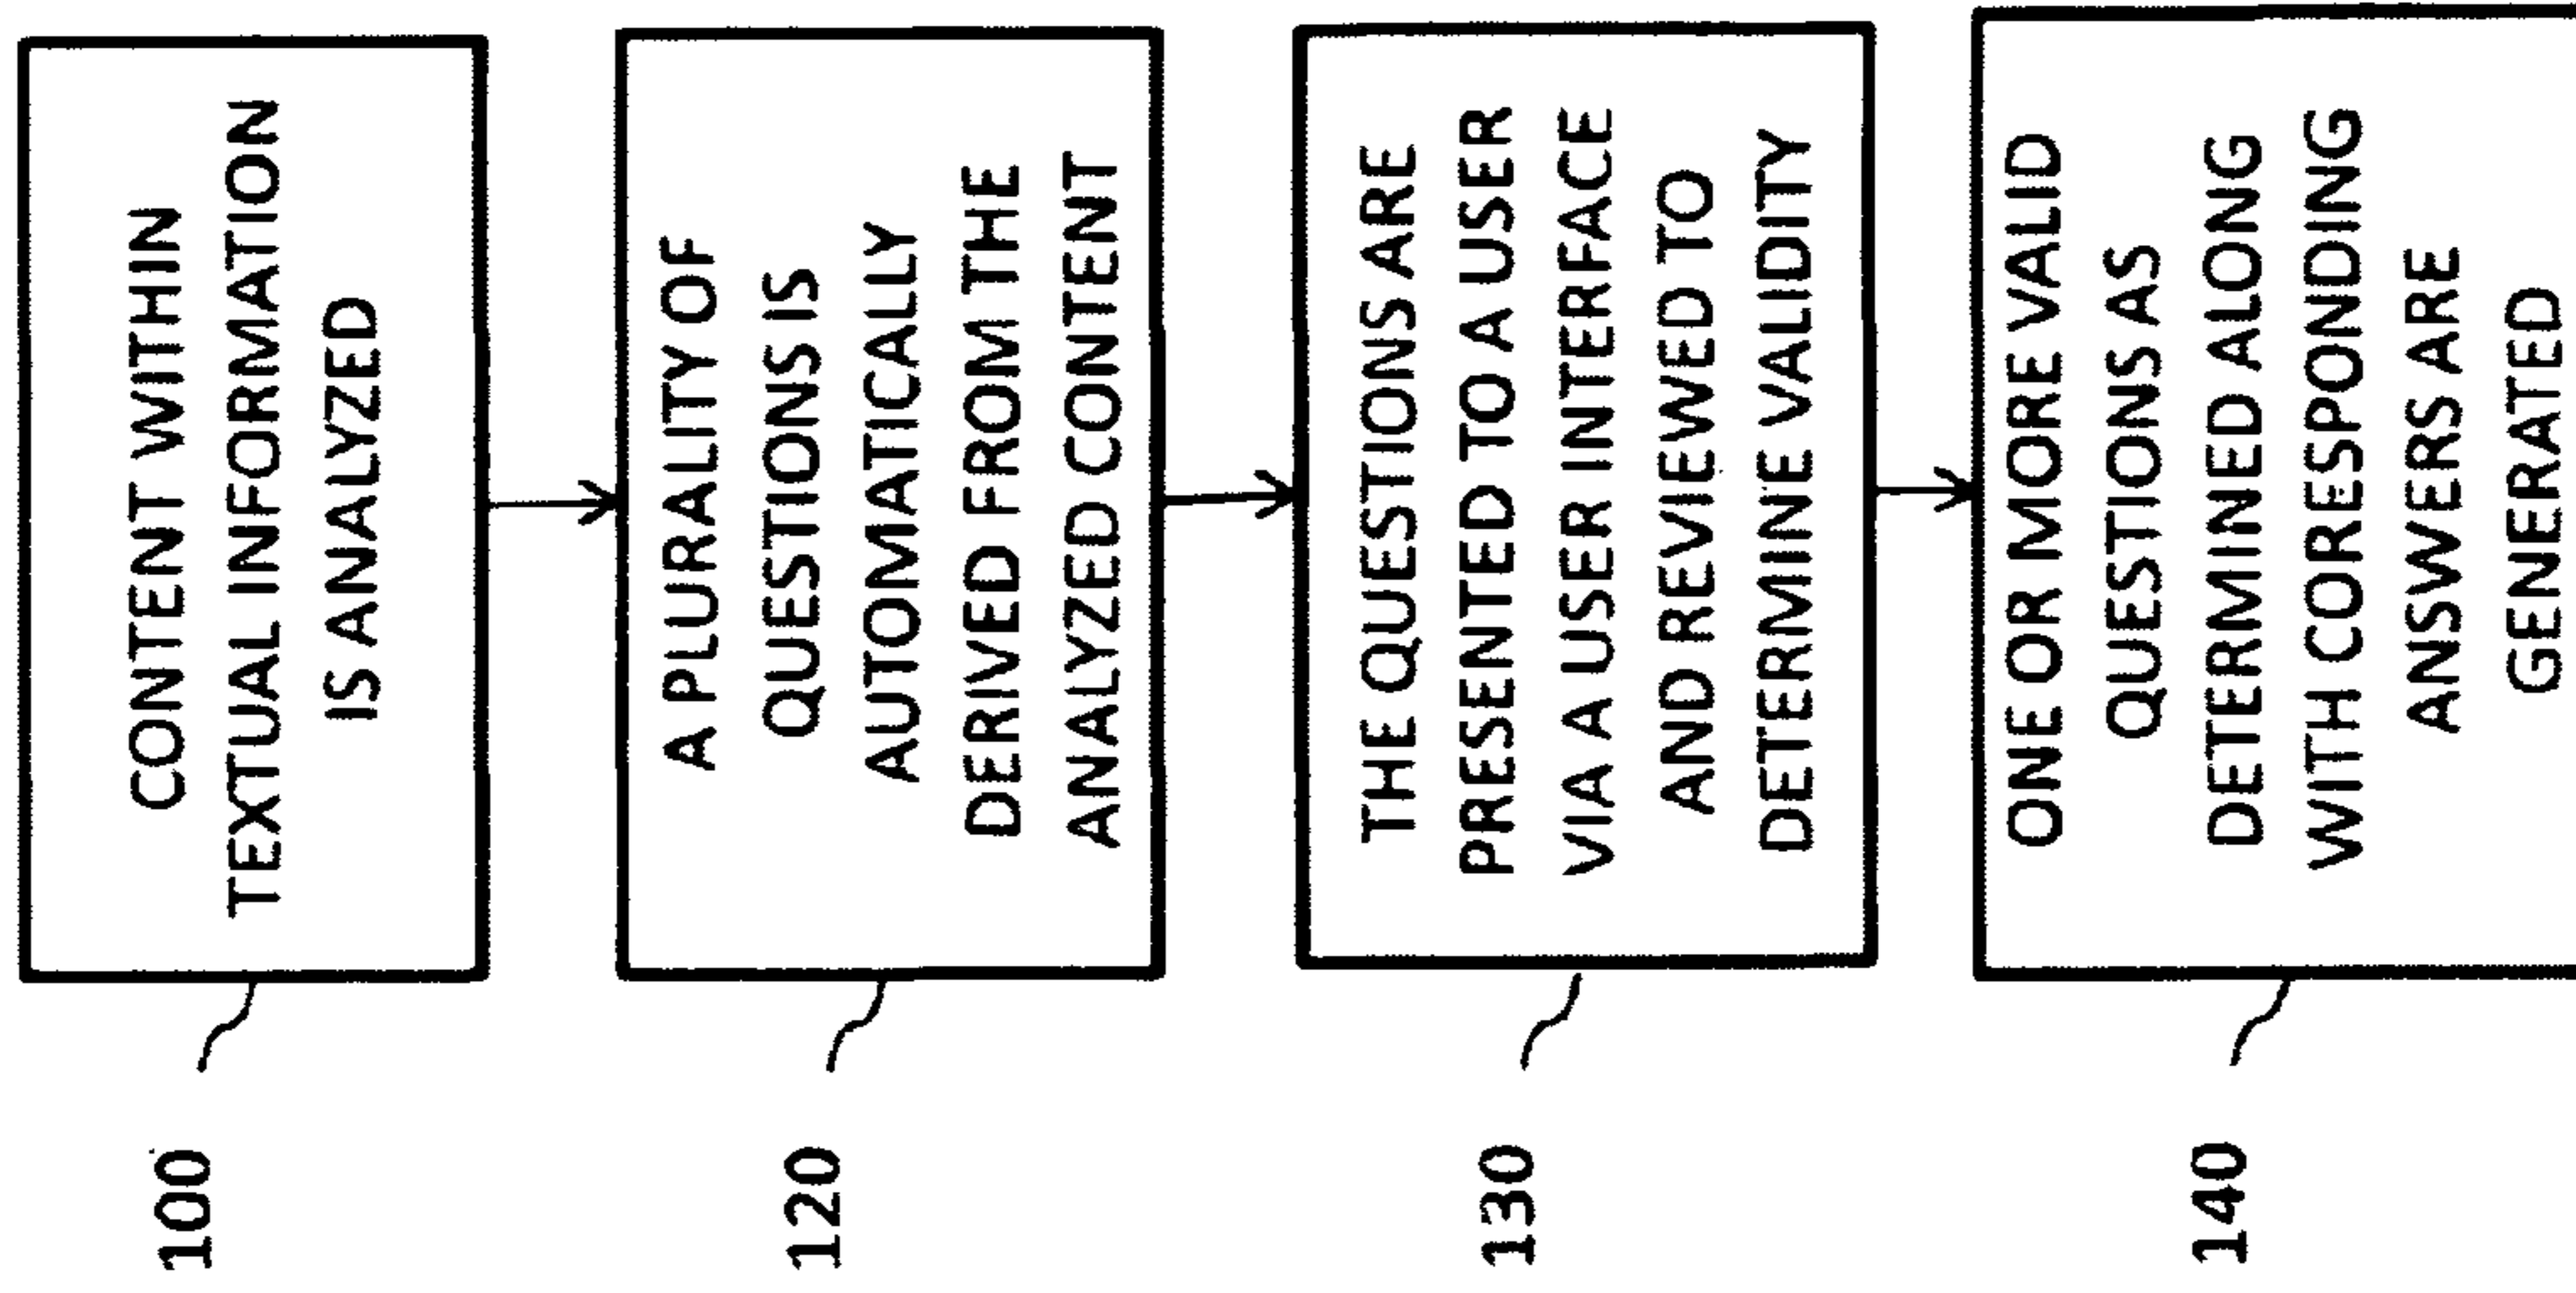 100
CONTENT WITHIN
TEXTUAL INFORMATION
IS ANALYZED
120
A PLURALITY OF
QUESTIONS IS
AUTOMATICALLY
DERIVED FROM THE
ANALYZED CONTENT
130
THE QUESTIONS ARE
PRESENTED TO A USER
VIA A USER INTERFACE
AND REVIEWED TO
DETERMINE VALIDITY
140
ONE OR MORE VALID
QUESTIONS AS
DETERMINED ALONG
WITH CORESPONDING
ANSWERS ARE
GENERATED